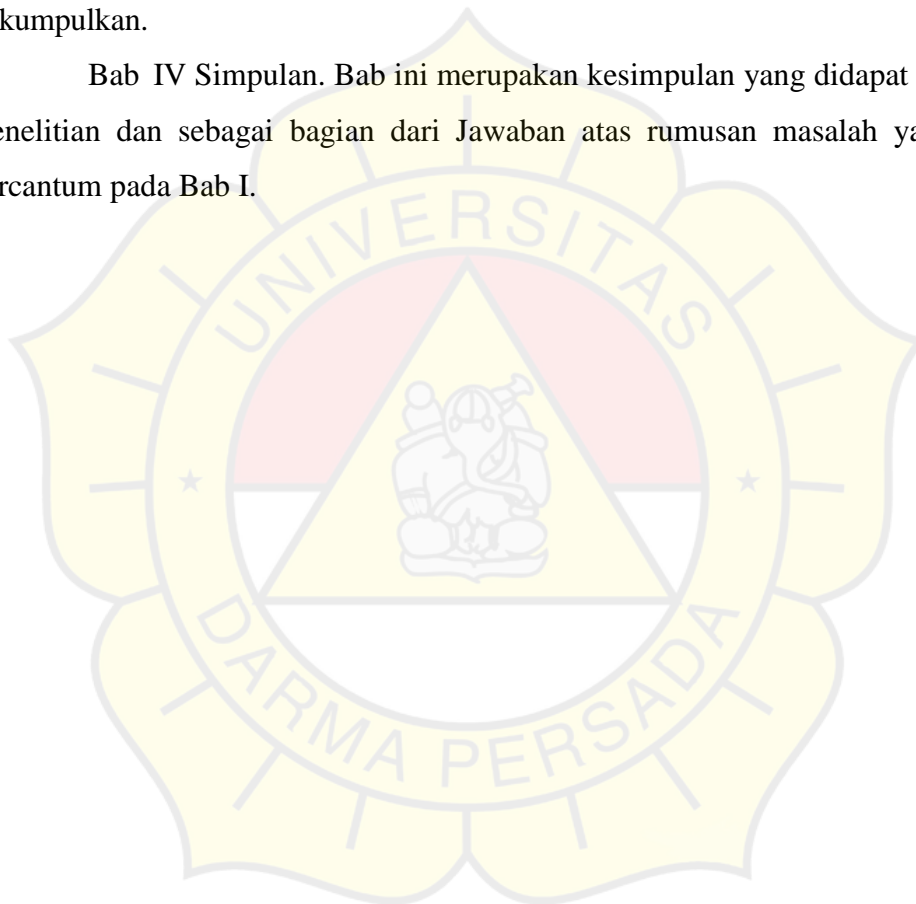 kumpulkan.
Bab IV Simpulan. Bab ini merupakan kesimpulan yang didapat
enelitian dan sebagai bagian dari Jawaban atas rumusan masalah ya
rcantum pada Bab I.
UNIVERSITAS
DARMA PERSADA